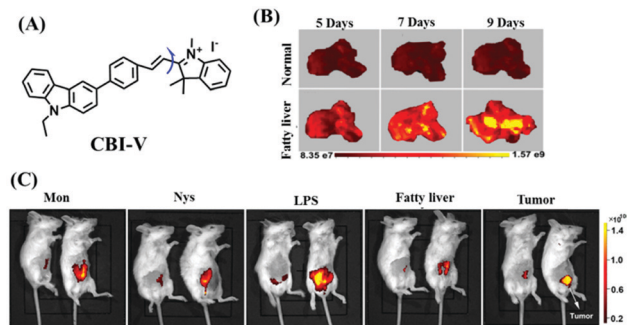 (A)
N+
I-
N
CBI-V
(B)
5 Days
7 Days
9 Days
Normal
Fatty liver
8.35 e7
1.57 e9
(C)
Mon
Nys
LPS
Fatty liver
Tumor
×10¹⁰
1.4
1.0
0.6
0.2
Tumor